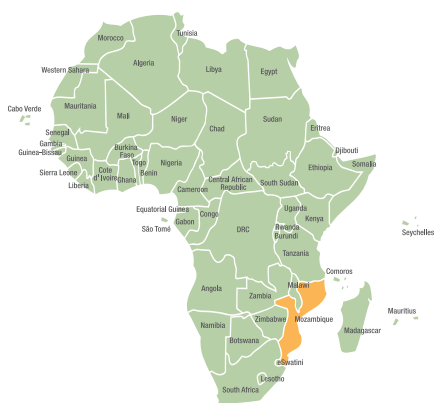 Tunisia
Morocco
Algeria
Libya
Egypt
Western Sahara
Cabo Verde
Mauritania
Mali
Niger
Chad
Sudan
Eritrea
Senegal
Gambia
Guinea-Bissau
Guinea
Burkina
Faso
Djibouti
Sierra Leone
Cote
d' Ivoire
Togo
Ghana
Benin
Nigeria
Ethiopia
Somalia
Liberia
Cameroon
Central African
Republic
South Sudan
Equatorial Guinea
São Tomé
Gabon
Congo
DRC
Uganda
Kenya
Rwanda
Burundi
Seychelles
Tanzania
Comoros
Angola
Zambia
Malawi
Mozambique
Mauritius
Zimbabwe
Madagascar
Namibia
Botswana
eSwatini
Lesotho
South Africa